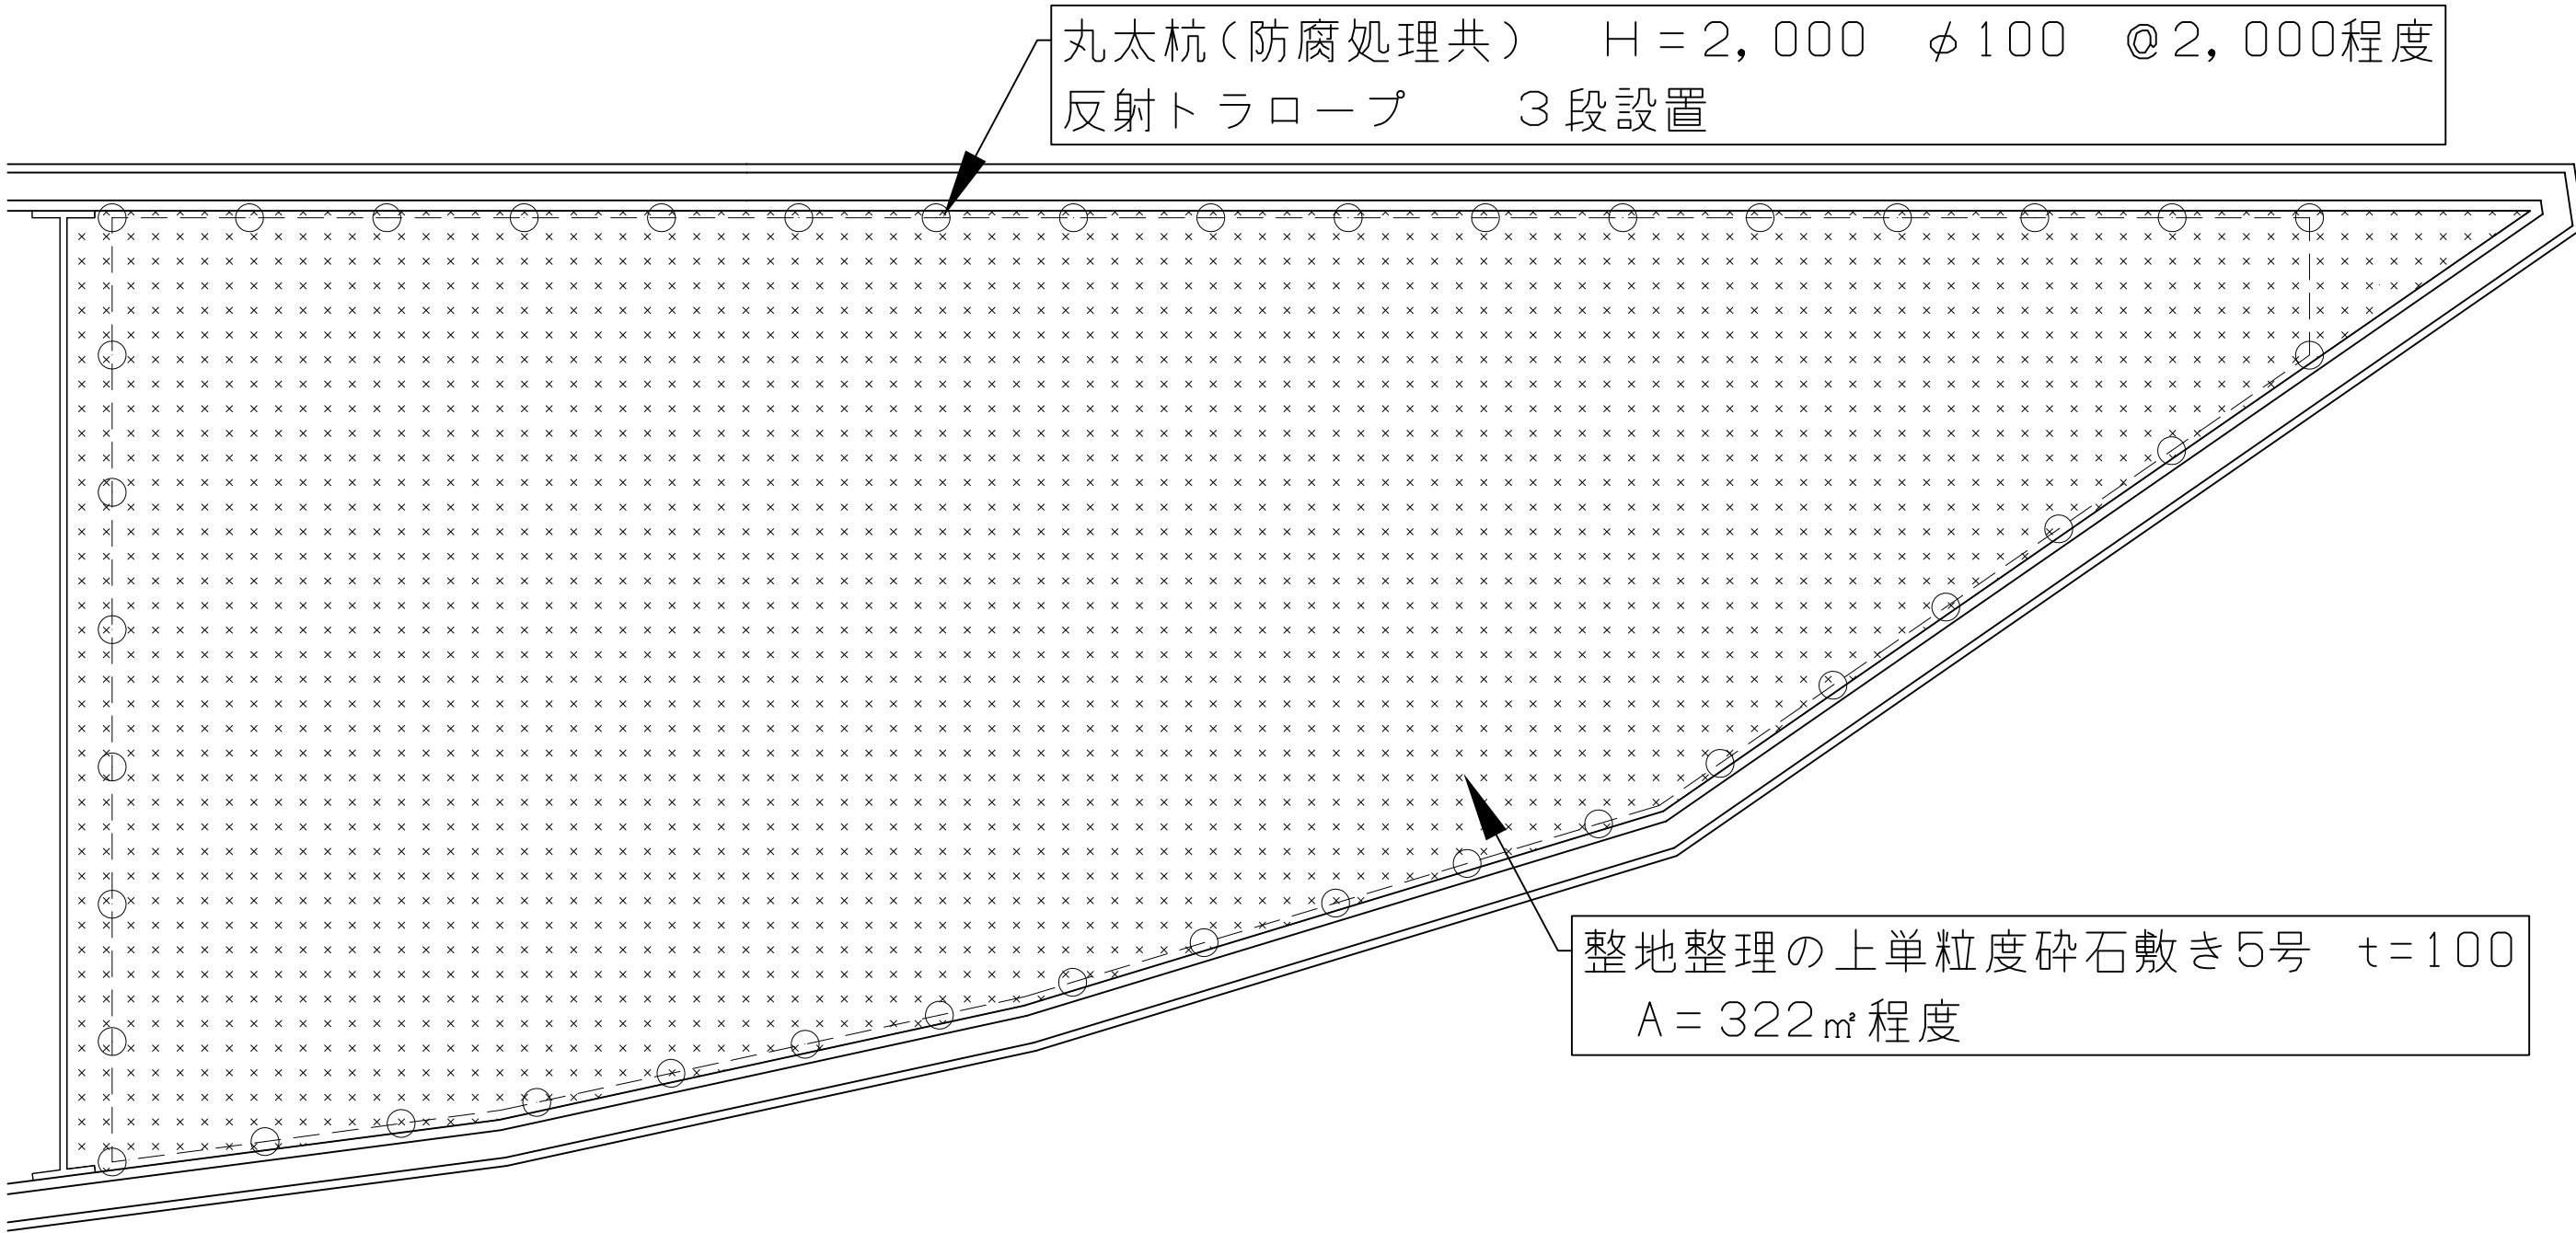 丸太杭(防腐処理共) H=2,000 φ100 @2,000程度
反射トラロープ 3段設置
整地整理の上単粒度砕石敷き5号 t=100
A=322㎡程度